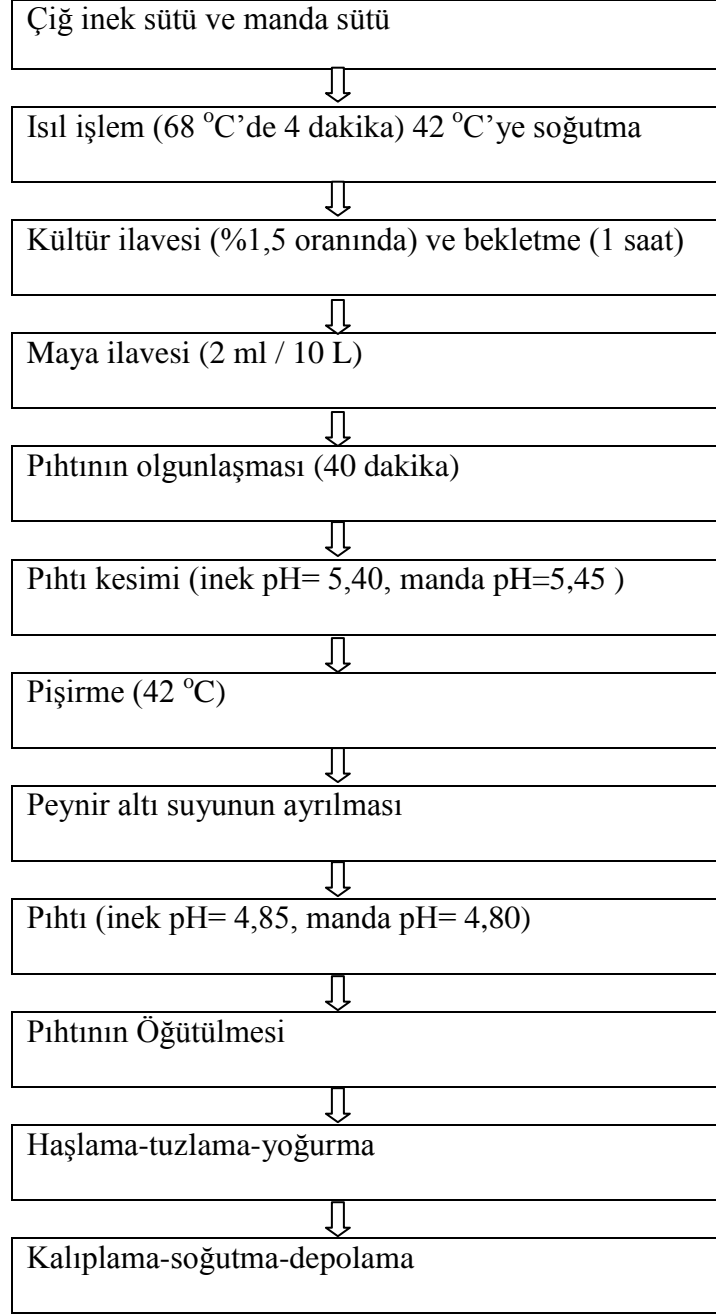 Çiğ inek sütü ve manda sütü
Isıl işlem (68 °C’de 4 dakika) 42 °C’ye soğutma
Kültür ilavesi (%1,5 oranında) ve bekletme (1 saat)
Maya ilavesi (2 ml / 10 L)
Pıhtının olgunlaşması (40 dakika)
Pıhtı kesimi (inek pH= 5,40, manda pH=5,45 )
Pişirme (42 °C)
Peynir altı suyunun ayrılması
Pıhtı (inek pH= 4,85, manda pH= 4,80)
Pıhtının Öğütülmesi
Haşlama-tuzlama-yoğurma
Kalıplama-soğutma-depolama